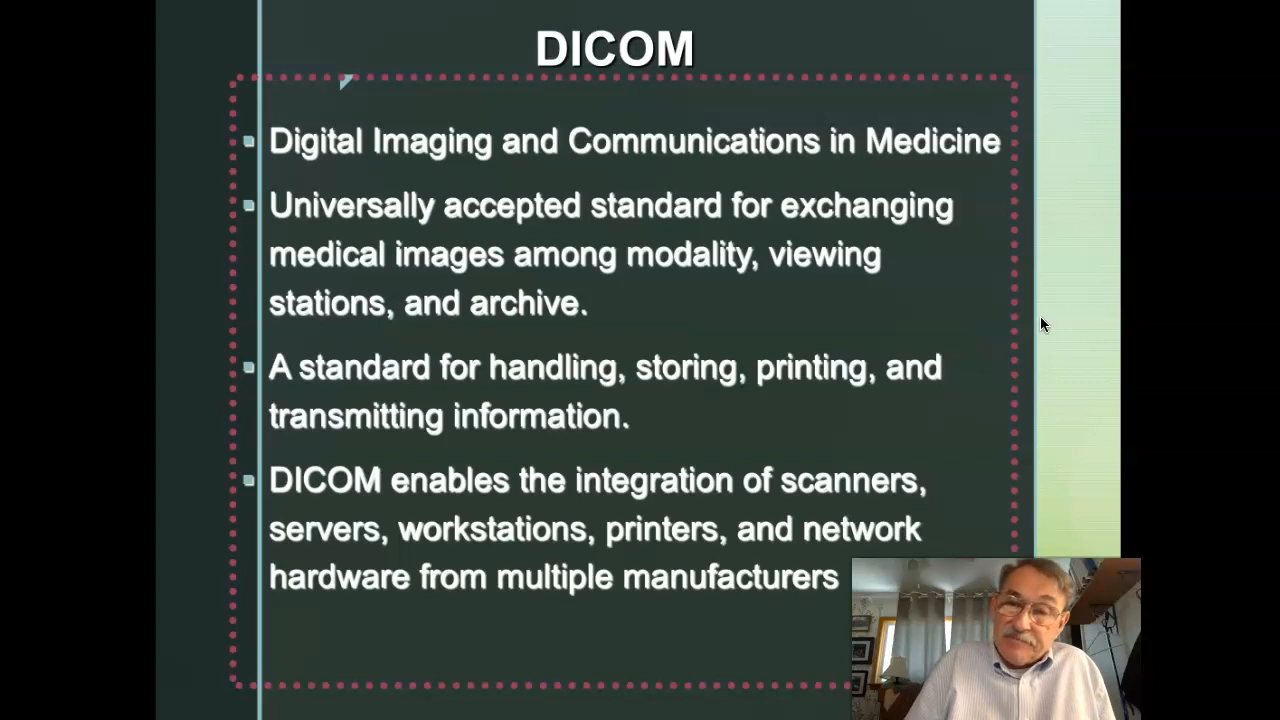 DICOM
Digital Imaging and Communications in Medicine
Universally accepted standard for exchanging
medical images among modality, viewing
stations, and archive.
A standard for handling, storing, printing, and
transmitting information.
DICOM enables the integration of scanners,
servers, workstations, printers, and network
hardware from multiple manufacturers